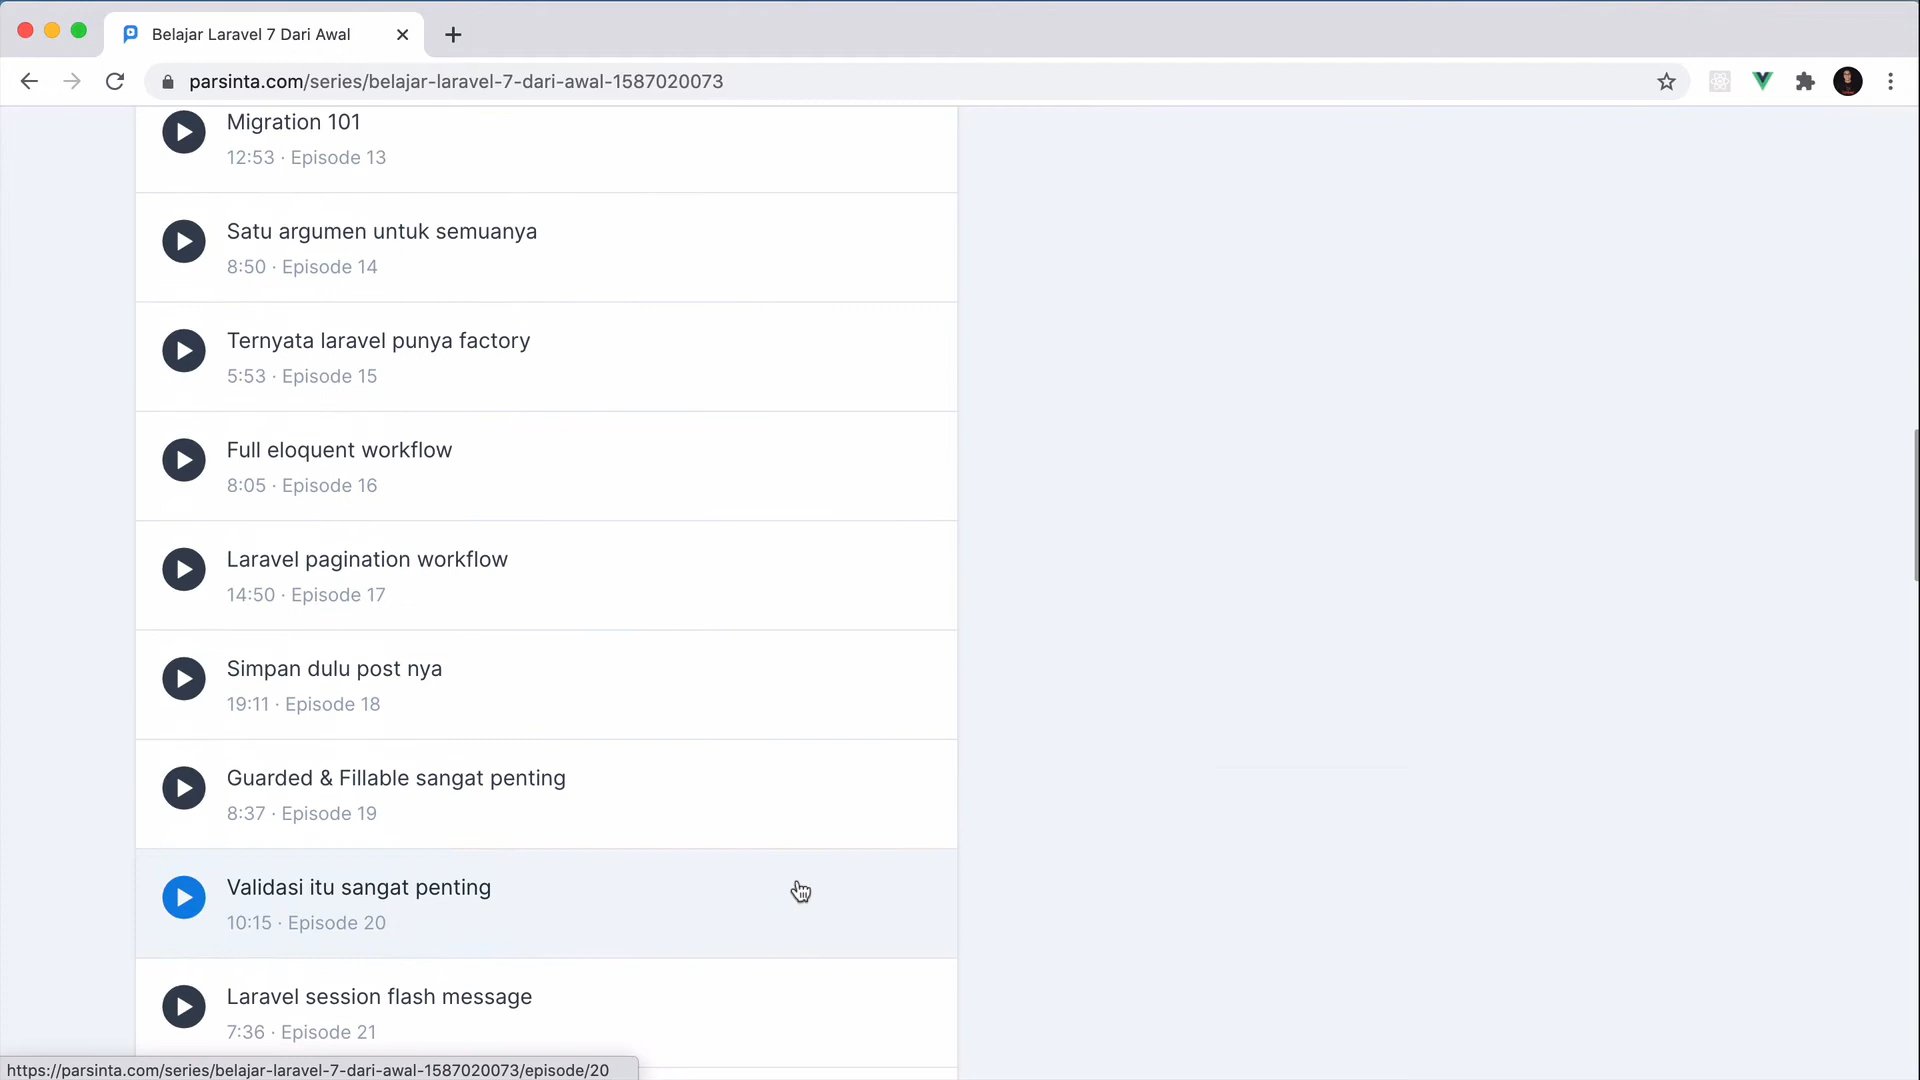 Belajar Laravel 7 Dari Awal
parsinta.com/series/belajar-laravel-7-dari-awal-1587020073
Migration 101
12:53 · Episode 13
Satu argumen untuk semuanya
8:50 · Episode 14
Ternyata laravel punya factory
5:53 · Episode 15
Full eloquent workflow
8:05 · Episode 16
Laravel pagination workflow
14:50 · Episode 17
Simpan dulu post nya
19:11 · Episode 18
Guarded & Fillable sangat penting
8:37 · Episode 19
Validasi itu sangat penting
10:15 · Episode 20
Laravel session flash message
7:36 · Episode 21
https://parsinta.com/series/belajar-laravel-7-dari-awal-1587020073/episode/20